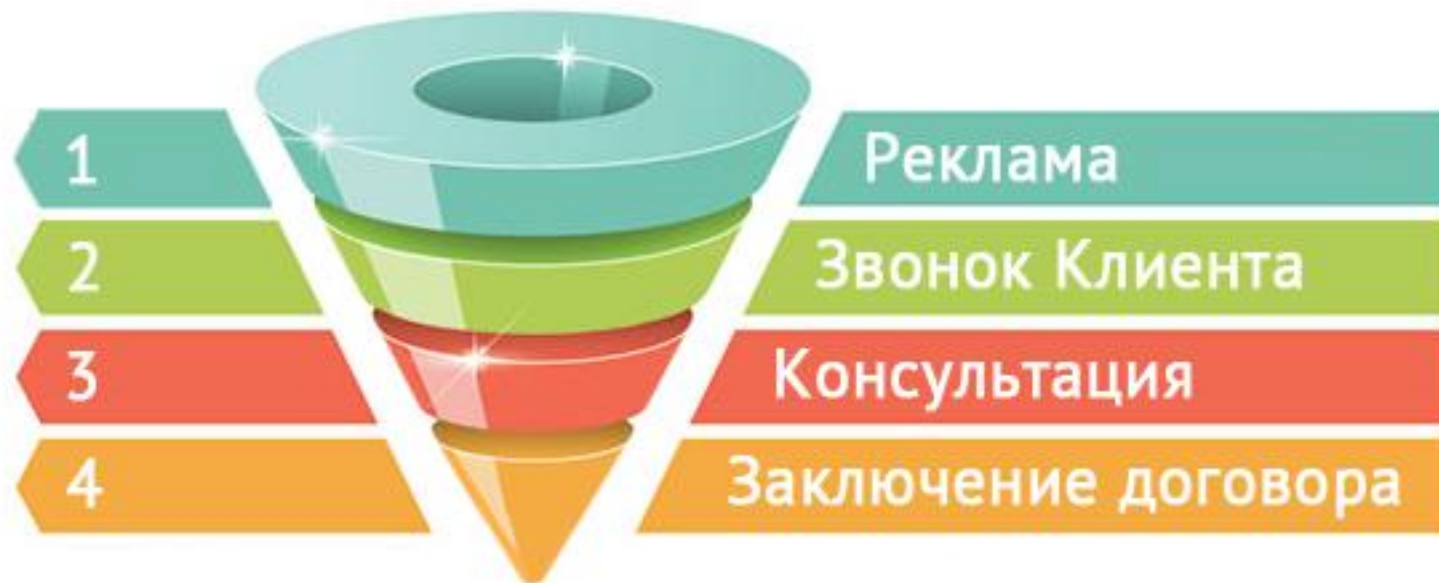 1 Реклама
2 Звонок Клиента
3 Консультация
4 Заключение договора